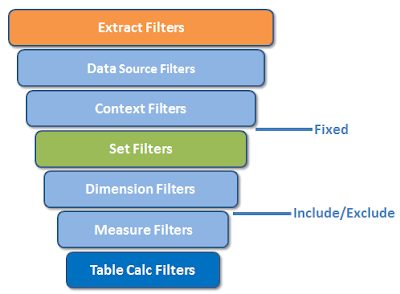 Extract Filters
Data Source Filters
Context Filters
Fixed
Set Filters
Dimension Filters
Include/Exclude
Measure Filters
Table Calc Filters